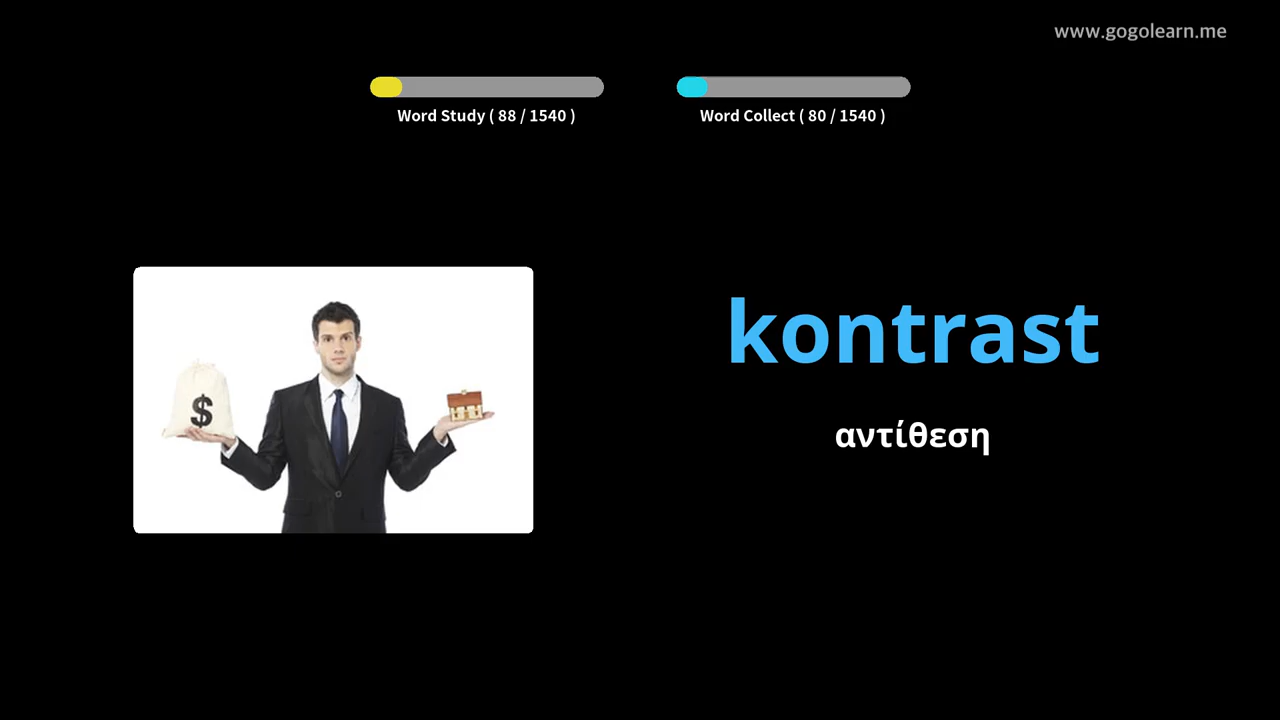 www.gogolearn.me
Word Study ( 88 / 1540 )
Word Collect ( 80 / 1540 )
$
kontrast
αντίθεση